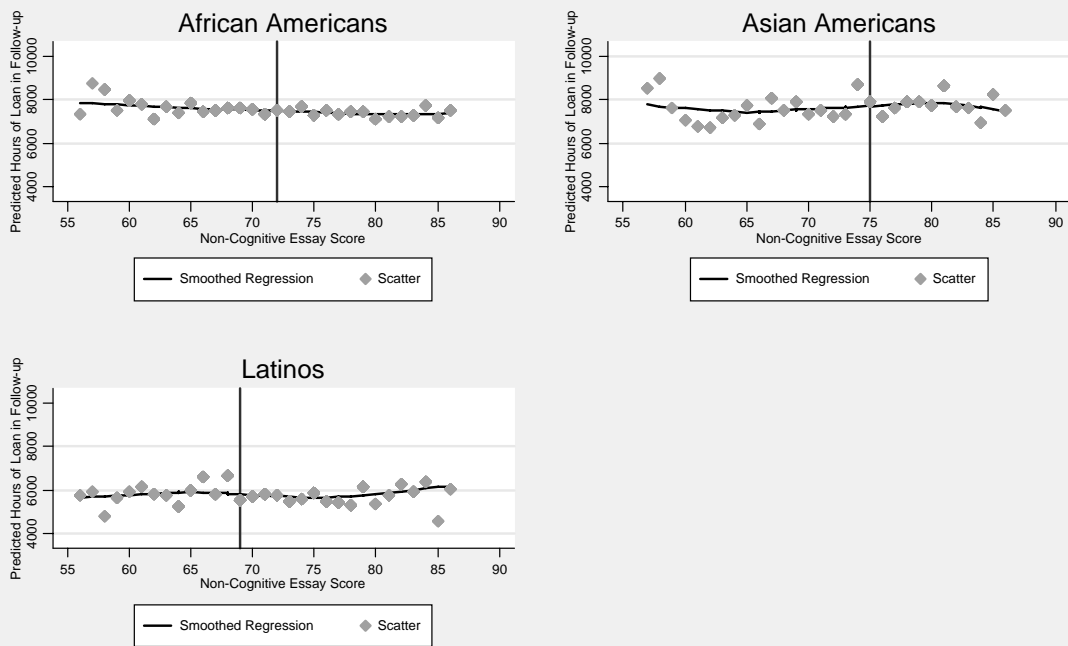 African Americans
Predicted Hours of Loan in Follow-up
10000
8000
6000
4000
55 60 65 70 75 80 85 90
Non-Cognitive Essay Score
Smoothed Regression Scatter
Asian Americans
Predicted Hours of Loan in Follow-up
10000
8000
6000
4000
55 60 65 70 75 80 85 90
Non-Cognitive Essay Score
Smoothed Regression Scatter
Latinos
Predicted Hours of Loan in Follow-up
10000
8000
6000
4000
55 60 65 70 75 80 85 90
Non-Cognitive Essay Score
Smoothed Regression Scatter